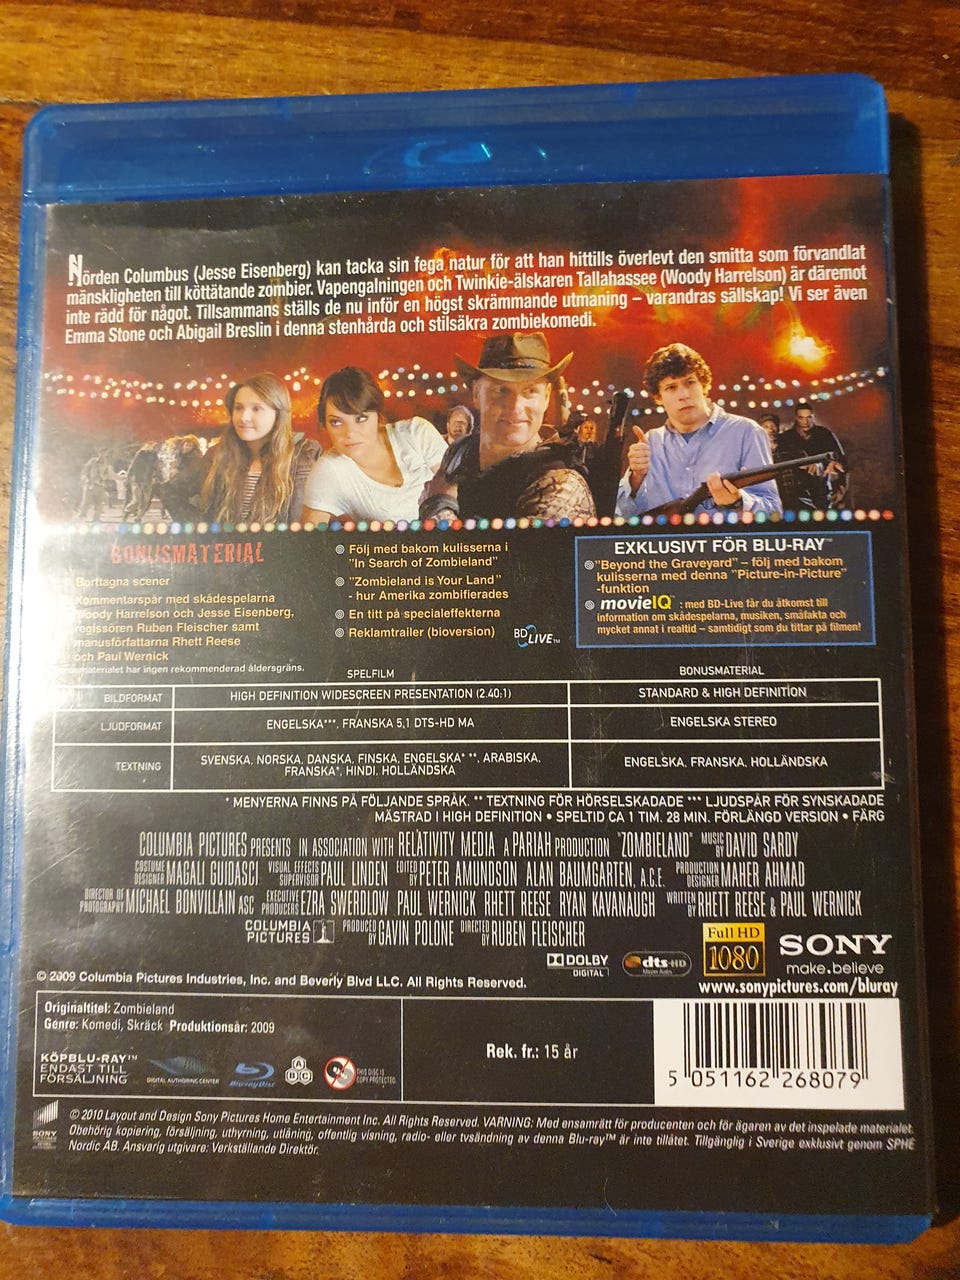 Nörden Columbus (Jesse Eisenberg) kan tacka sin fega natur för att han hittills överlevt den smitta som förvandlat
mänskligheten till köttätande zombier. Vapengalningen och Twinkie-älskaren Tallahassee (Woody Harrelson) är däremot
inte rädd för något. Tillsammans ställs de nu inför en högst skrämmande utmaning – varandras sällskap! Vi ser även
Emma Stone och Abigail Breslin i denna stenhårda och stilsäkra zombiekomedi.
BONUSMATERIAL
Borttagna scener
Kommentarspår med skådespelarna
Woody Harrelson och Jesse Eisenberg,
regissören Ruben Fleischer samt
manusförfattarna Rhett Reese
och Paul Wernick
materialet har ingen rekommenderad åldersgräns.
Följ med bakom kulisserna i
"In Search of Zombieland"
"Zombieland is Your Land"
- hur Amerika zombifierades
En titt på specialeffekterna
Reklamtrailer (bioversion)
BD LIVE™
EXKLUSIVT FÖR BLU-RAY™
"Beyond the Graveyard" – följ med bakom
kulisserna med denna "Picture-in-Picture"
-funktion
movieIQ™ : med BD-Live får du åtkomst till
information om skådespelarna, musiken, småfakta och
mycket annat i realtid – samtidigt som du tittar på filmen!
SPELFILM BONUSMATERIAL
BILDFORMAT HIGH DEFINITION WIDESCREEN PRESENTATION (2.40:1) STANDARD & HIGH DEFINITION
LJUDFORMAT ENGELSKA***, FRANSKA 5,1 DTS-HD MA ENGELSKA STEREO
TEXTNING SVENSKA, NORSKA, DANSKA, FINSKA, ENGELSKA* **, ARABISKA, FRANSKA*, HINDI, HOLLÄNDSKA ENGELSKA, FRANSKA, HOLLÄNDSKA
* MENYERNA FINNS PÅ FÖLJANDE SPRÅK. ** TEXTNING FÖR HÖRSELSKADADE *** LJUDSPÅR FÖR SYNSKADADE
MÄSTRAD I HIGH DEFINITION • SPELTID CA 1 TIM. 28 MIN. FÖRLÄNGD VERSION • FÄRG
COLUMBIA PICTURES PRESENTS IN ASSOCIATION WITH RELATIVITY MEDIA A PARIAH PRODUCTION "ZOMBIELAND" MUSIC BY DAVID SARDY
COSTUME DESIGNER MAGALI GUIDASCI VISUAL EFFECTS SUPERVISOR PAUL LINDEN EDITED BY PETER AMUNDSON ALAN BAUMGARTEN, A.C.E. PRODUCTION DESIGNER MAHER AHMAD
DIRECTOR OF PHOTOGRAPHY MICHAEL BONVILLAIN ASC EXECUTIVE PRODUCERS EZRA SWERDLOW PAUL WERNICK RHETT REESE RYAN KAVANAUGH WRITTEN BY RHETT REESE & PAUL WERNICK
COLUMBIA PICTURES PRODUCED BY GAVIN POLONE DIRECTED BY RUBEN FLEISCHER
DOLBY DIGITAL
dts-HD Master Audio
Full HD 1080
SONY
make.believe
© 2009 Columbia Pictures Industries, Inc. and Beverly Blvd LLC. All Rights Reserved.
www.sonypictures.com/bluray
Originaltitel: Zombieland
Genre: Komedi, Skräck Produktionsår: 2009
KÖPBLU-RAY™
ENDAST TILL
FÖRSÄLJNING
DIGITAL AUTHORING CENTER
Blu-ray Disc
A B C
THIS DISC IS
COPY PROTECTED.
Rek. fr.: 15 år
5 051162 268079
SONY
© 2010 Layout and Design Sony Pictures Home Entertainment Inc. All Rights Reserved. VARNING: Med ensamrätt för producenten och för ägaren av det inspelade materialet.
Obehörig kopiering, försäljning, uthyrning, utlåning, offentlig visning, radio- eller tvsändning av denna Blu-ray™ är inte tillåtet. Tillgänglig i Sverige exklusivt genom SPHE
Nordic AB. Ansvarig utgivare: Verkställande Direktör.